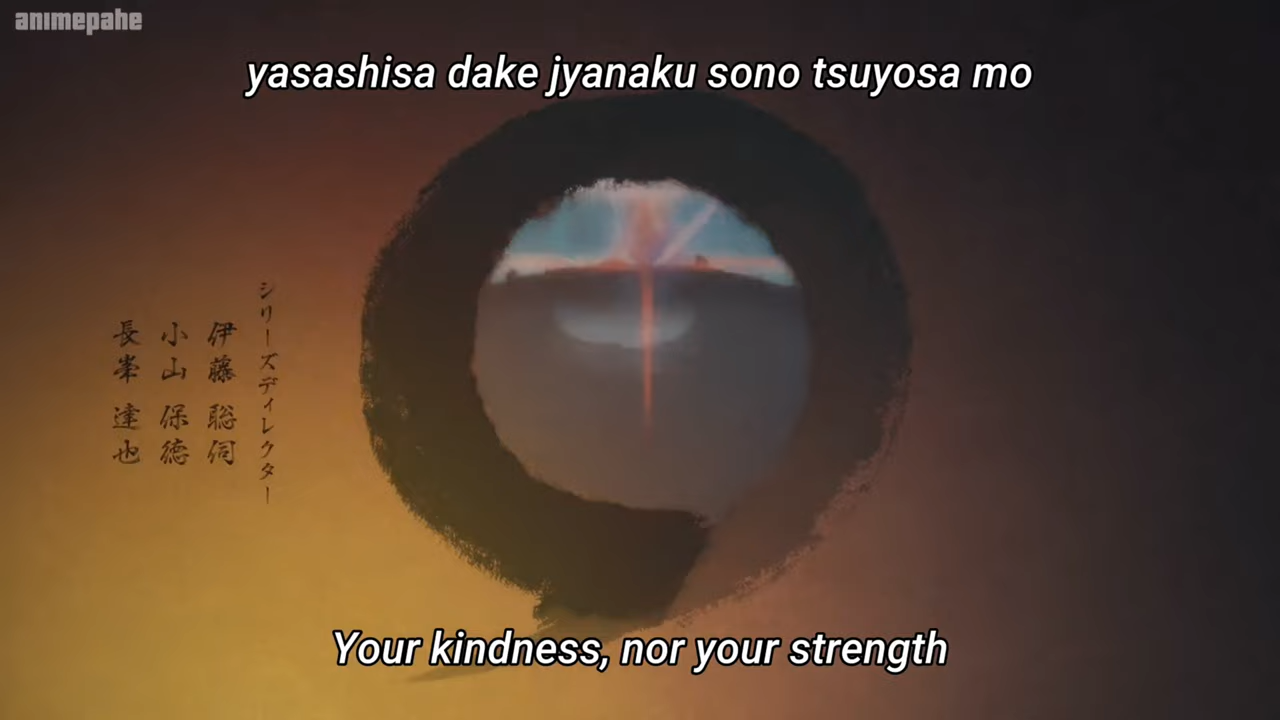 animepahe
yasashisa dake jyanaku sono tsuyosa mo
シリーズディレクター
伊藤 聡伺
小山 保徳
長峯 達也
Your kindness, nor your strength